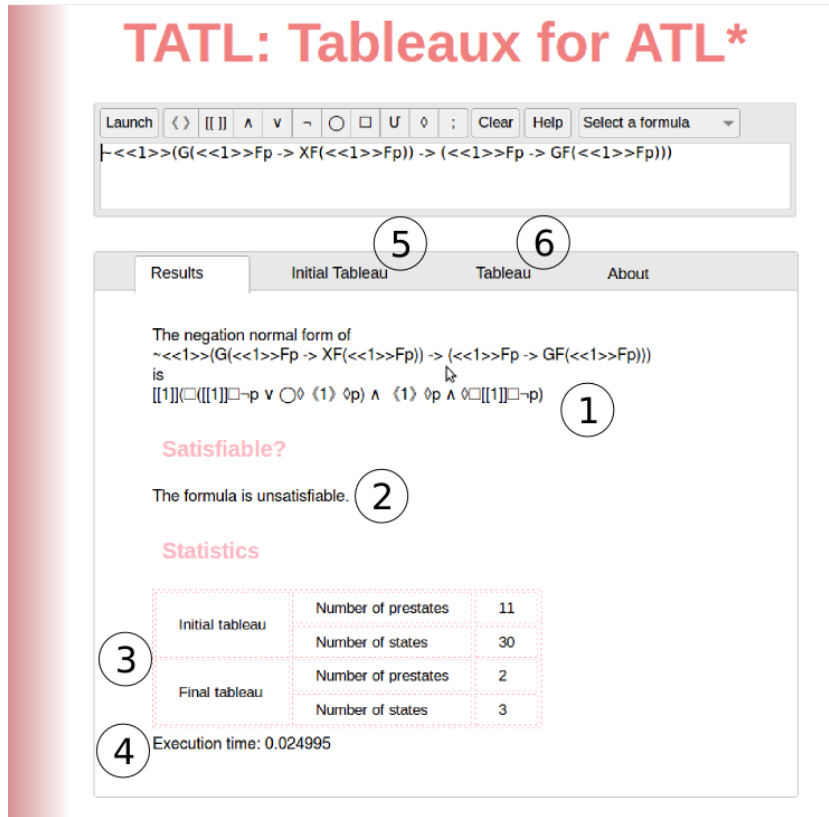 TATL: Tableaux for ATL*
Launch 《》 [[ ]] ∧ ∨ ¬ ◯ □ U ◊ ; Clear Help Select a formula
~<<1>>(G(<<1>>Fp -> XF(<<1>>Fp)) -> (<<1>>Fp -> GF(<<1>>Fp)))
5 6
Results Initial Tableau Tableau About
The negation normal form of
~<<1>>(G(<<1>>Fp -> XF(<<1>>Fp)) -> (<<1>>Fp -> GF(<<1>>Fp)))
is
[[1]](□([[1]]□¬p ∨ ◯◊《1》◊p) ∧ 《1》◊p ∧ ◊□[[1]]□¬p)
1
Satisfiable?
The formula is unsatisfiable. 2
Statistics
Initial tableau Number of prestates 11
Number of states 30
3
Final tableau Number of prestates 2
Number of states 3
4 Execution time: 0.024995